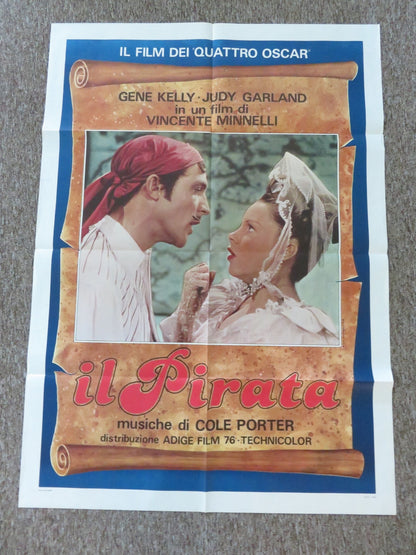 IL FILM DEI 'QUATTRO OSCAR'
GENE KELLY · JUDY GARLAND
in un film di
VINCENTE MINNELLI
il Pirata
musiche di COLE PORTER
distribuzione ADIGE FILM 76 · TECHNICOLOR